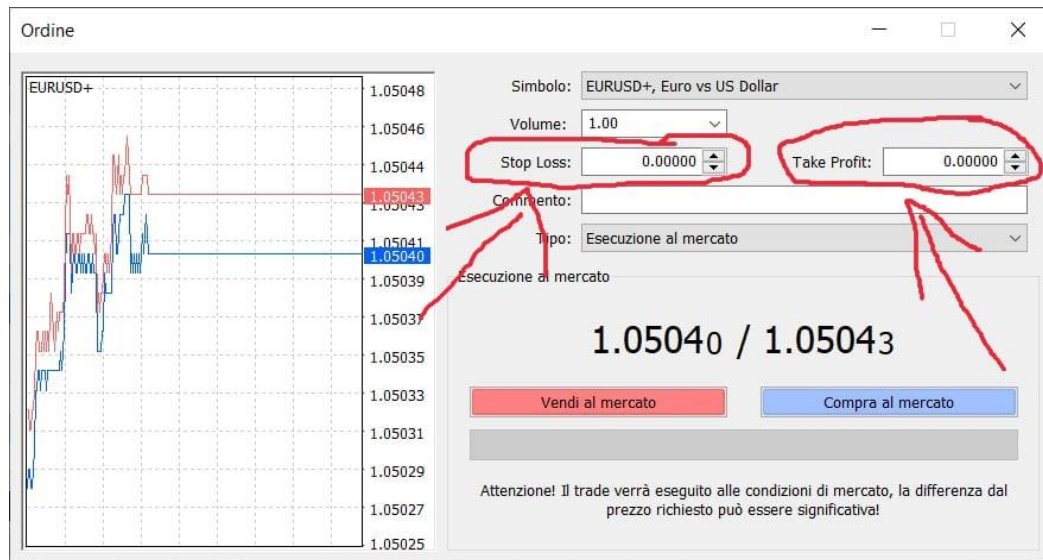 Ordine
EURUSD+
1.05048
1.05046
1.05044
1.05043
1.05043
1.05041
1.05040
1.05039
1.05037
1.05035
1.05033
1.05031
1.05029
1.05027
1.05025
Simbolo: EURUSD+, Euro vs US Dollar
Volume: 1.00
Stop Loss: 0.00000 Take Profit: 0.00000
Commento:
Tipo: Esecuzione al mercato
Esecuzione al mercato
1.05040 / 1.05043
Vendi al mercato Compra al mercato
Attenzione! Il trade verrà eseguito alle condizioni di mercato, la differenza dal
prezzo richiesto può essere significativa!